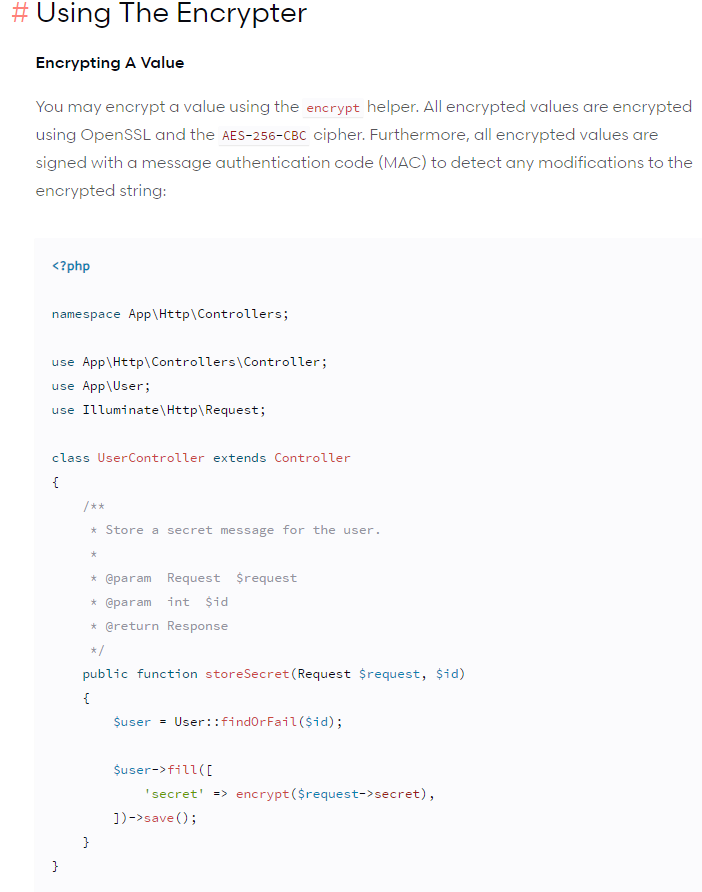 # Using The Encrypter
Encrypting A Value
You may encrypt a value using the encrypt helper. All encrypted values are encrypted
using OpenSSL and the AES-256-CBC cipher. Furthermore, all encrypted values are
signed with a message authentication code (MAC) to detect any modifications to the
encrypted string:
<?php
namespace App\Http\Controllers;
use App\Http\Controllers\Controller;
use App\User;
use Illuminate\Http\Request;
class UserController extends Controller
{
    /**
     * Store a secret message for the user.
     *
     * @param  Request  $request
     * @param  int  $id
     * @return Response
     */
    public function storeSecret(Request $request, $id)
    {
        $user = User::findOrFail($id);
        $user->fill([
            'secret' => encrypt($request->secret),
        ])->save();
    }
}